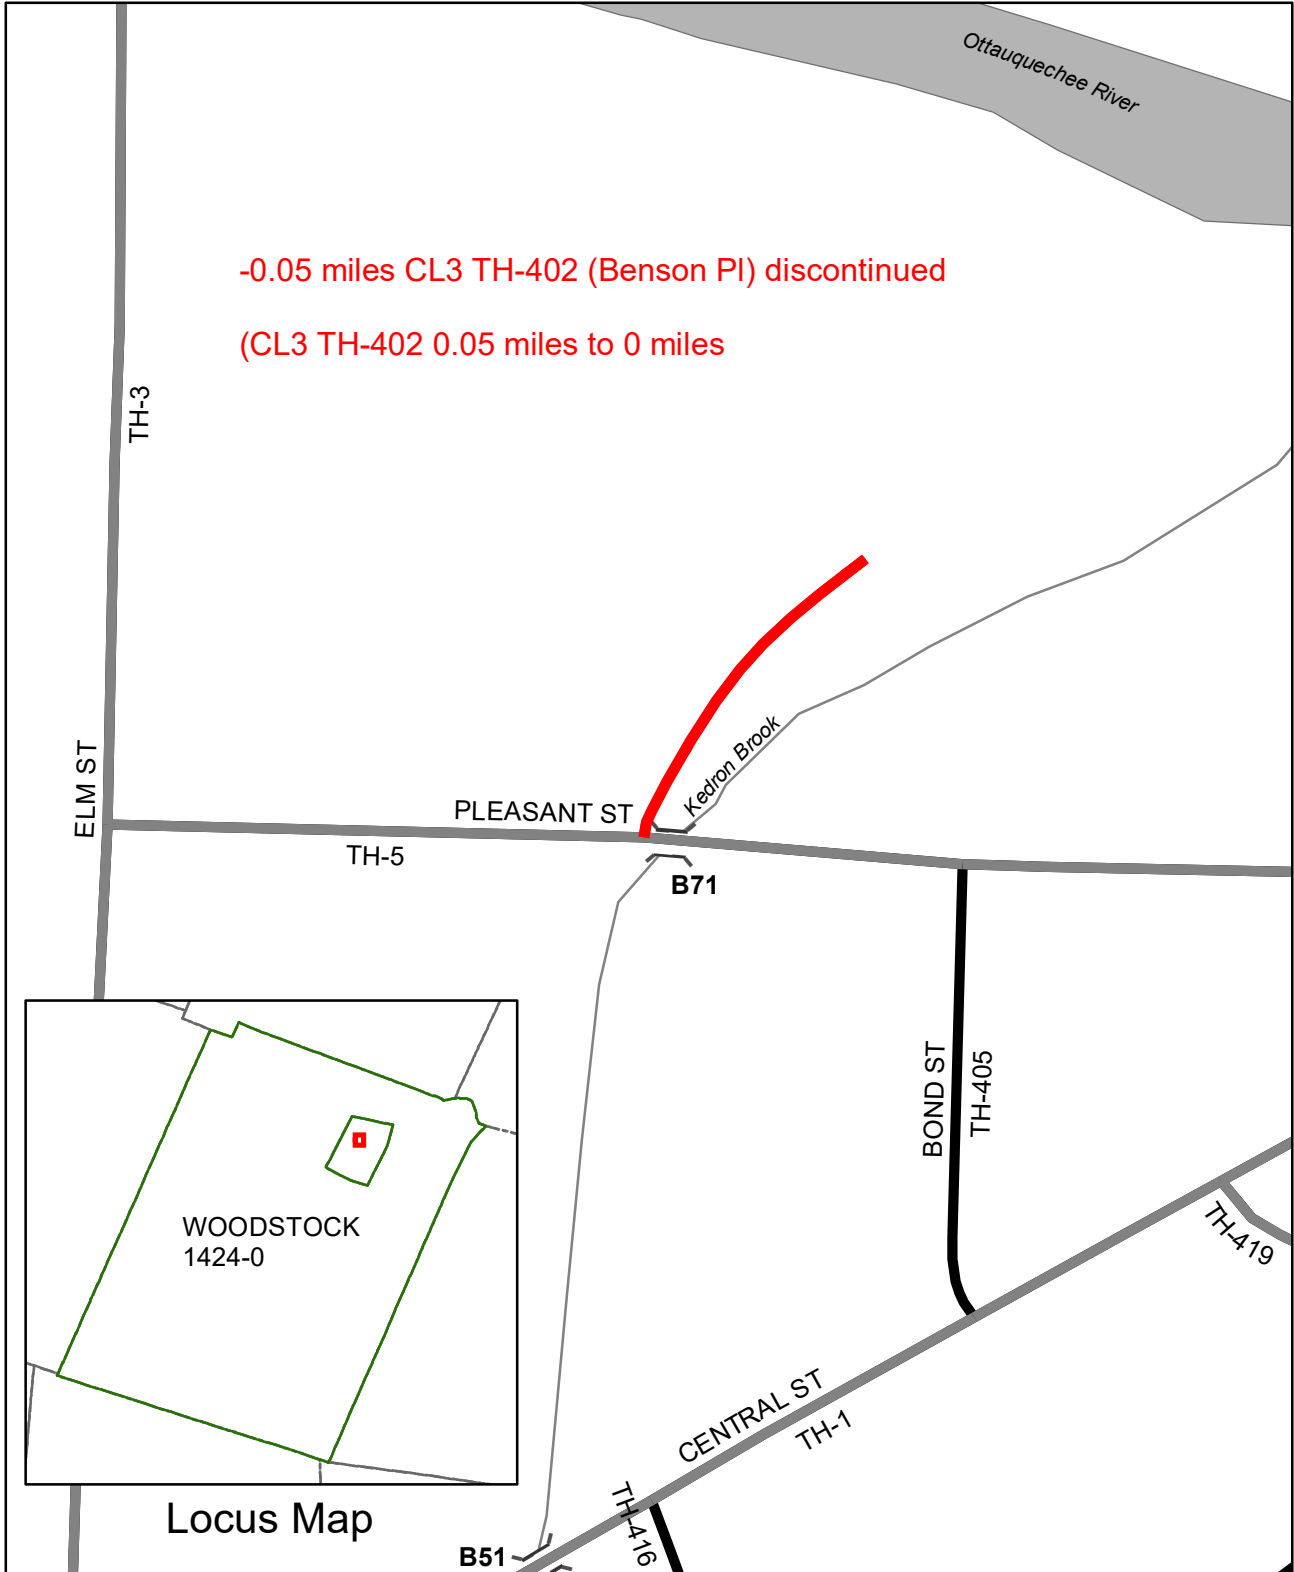 Ottauquechee River
-0.05 miles CL3 TH-402 (Benson Pl) discontinued
(CL3 TH-402 0.05 miles to 0 miles
TH-3
ELM ST
Kedron Brook
PLEASANT ST
TH-5
B71
BOND ST
TH-405
WOODSTOCK
1424-0
TH-419
CENTRAL ST
TH-1
Locus Map
TH-416
B51